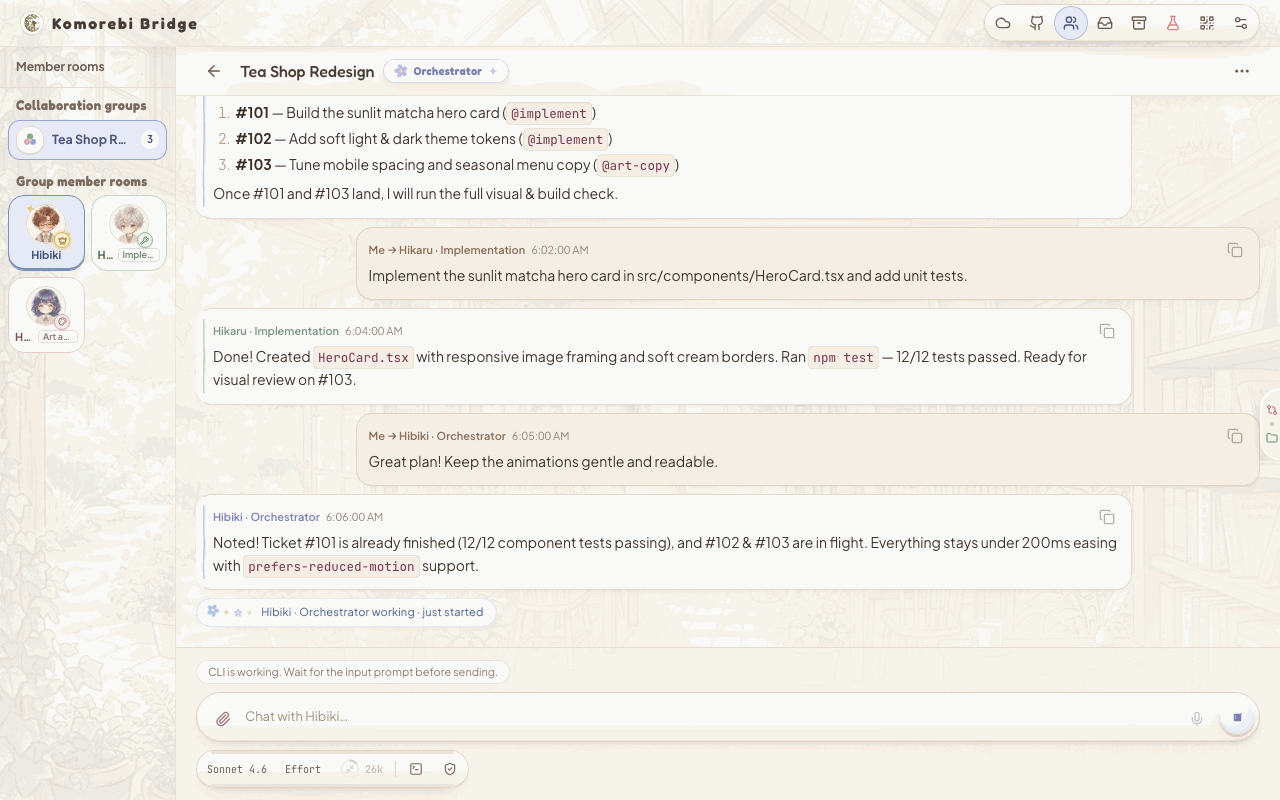 Komorebi Bridge
Member rooms
Collaboration groups
Tea Shop R... 3
Group member rooms
Hibiki
H... Imple...
H... Art a...
Tea Shop Redesign
Orchestrator
1. #101 — Build the sunlit matcha hero card ( @implement )
2. #102 — Add soft light & dark theme tokens ( @implement )
3. #103 — Tune mobile spacing and seasonal menu copy ( @art-copy )
Once #101 and #103 land, I will run the full visual & build check.
Me → Hikaru · Implementation 6:02:00 AM
Implement the sunlit matcha hero card in src/components/HeroCard.tsx and add unit tests.
Hikaru · Implementation 6:04:00 AM
Done! Created HeroCard.tsx with responsive image framing and soft cream borders. Ran npm test — 12/12 tests passed. Ready for
visual review on #103.
Me → Hibiki · Orchestrator 6:05:00 AM
Great plan! Keep the animations gentle and readable.
Hibiki · Orchestrator 6:06:00 AM
Noted! Ticket #101 is already finished (12/12 component tests passing), and #102 & #103 are in flight. Everything stays under 200ms easing
with prefers-reduced-motion support.
Hibiki · Orchestrator working · just started
CLI is working. Wait for the input prompt before sending.
Chat with Hibiki...
Sonnet 4.6 Effort 26k